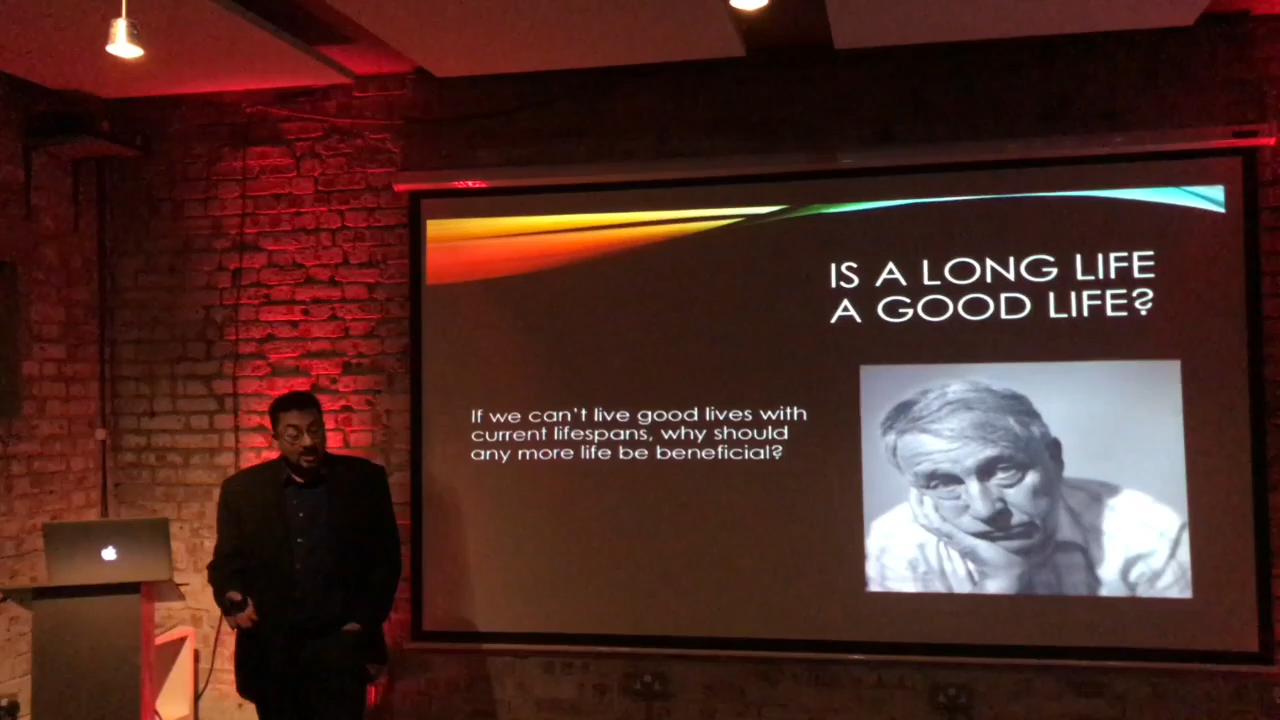 IS A LONG LIFE
A GOOD LIFE?
If we can't live good lives with
current lifespans, why should
any more life be beneficial?